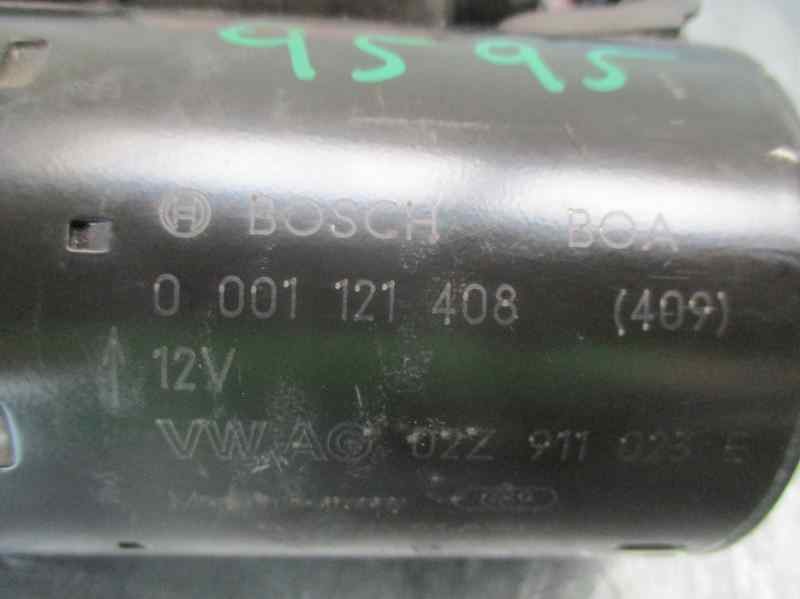 9595
BOSCH BOA
0 001 121 408 (409)
12V
VW AG 02Z 911 023 E